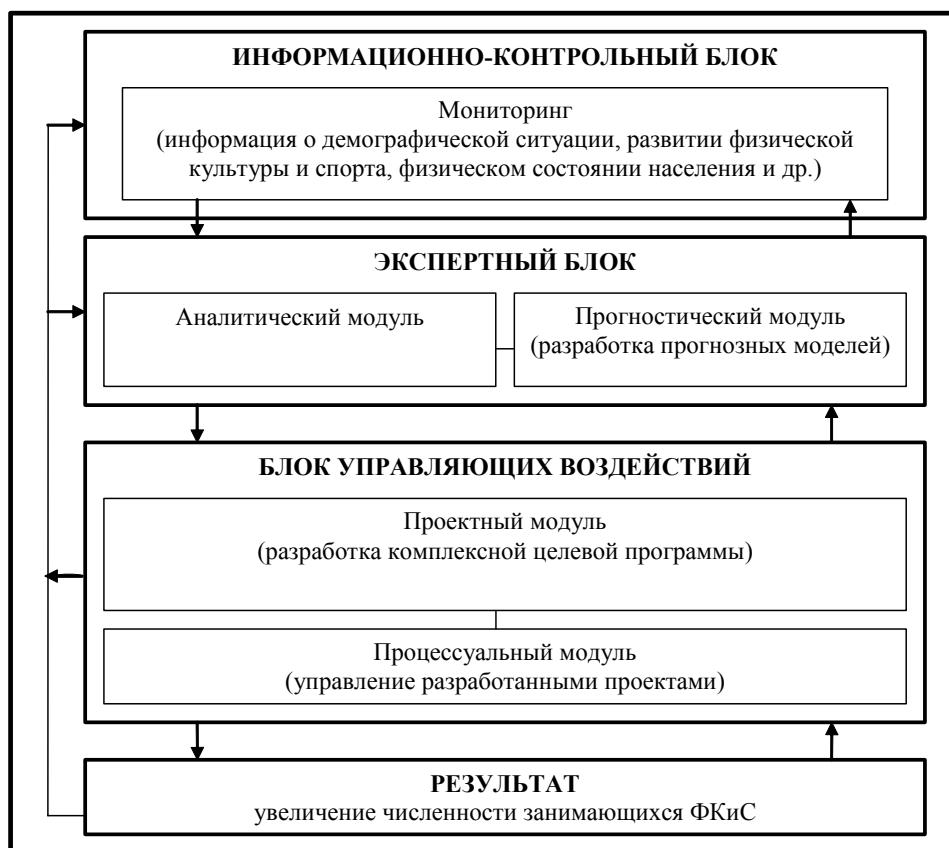 ИНФОРМАЦИОННО-КОНТРОЛЬНЫЙ БЛОК
Мониторинг
(информация о демографической ситуации, развитии физической
культуры и спорта, физическом состоянии населения и др.)
ЭКСПЕРТНЫЙ БЛОК
Аналитический модуль
Прогностический модуль
(разработка прогнозных моделей)
БЛОК УПРАВЛЯЮЩИХ ВОЗДЕЙСТВИЙ
Проектный модуль
(разработка комплексной целевой программы)
Процессуальный модуль
(управление разработанными проектами)
РЕЗУЛЬТАТ
увеличение численности занимающихся ФКиС